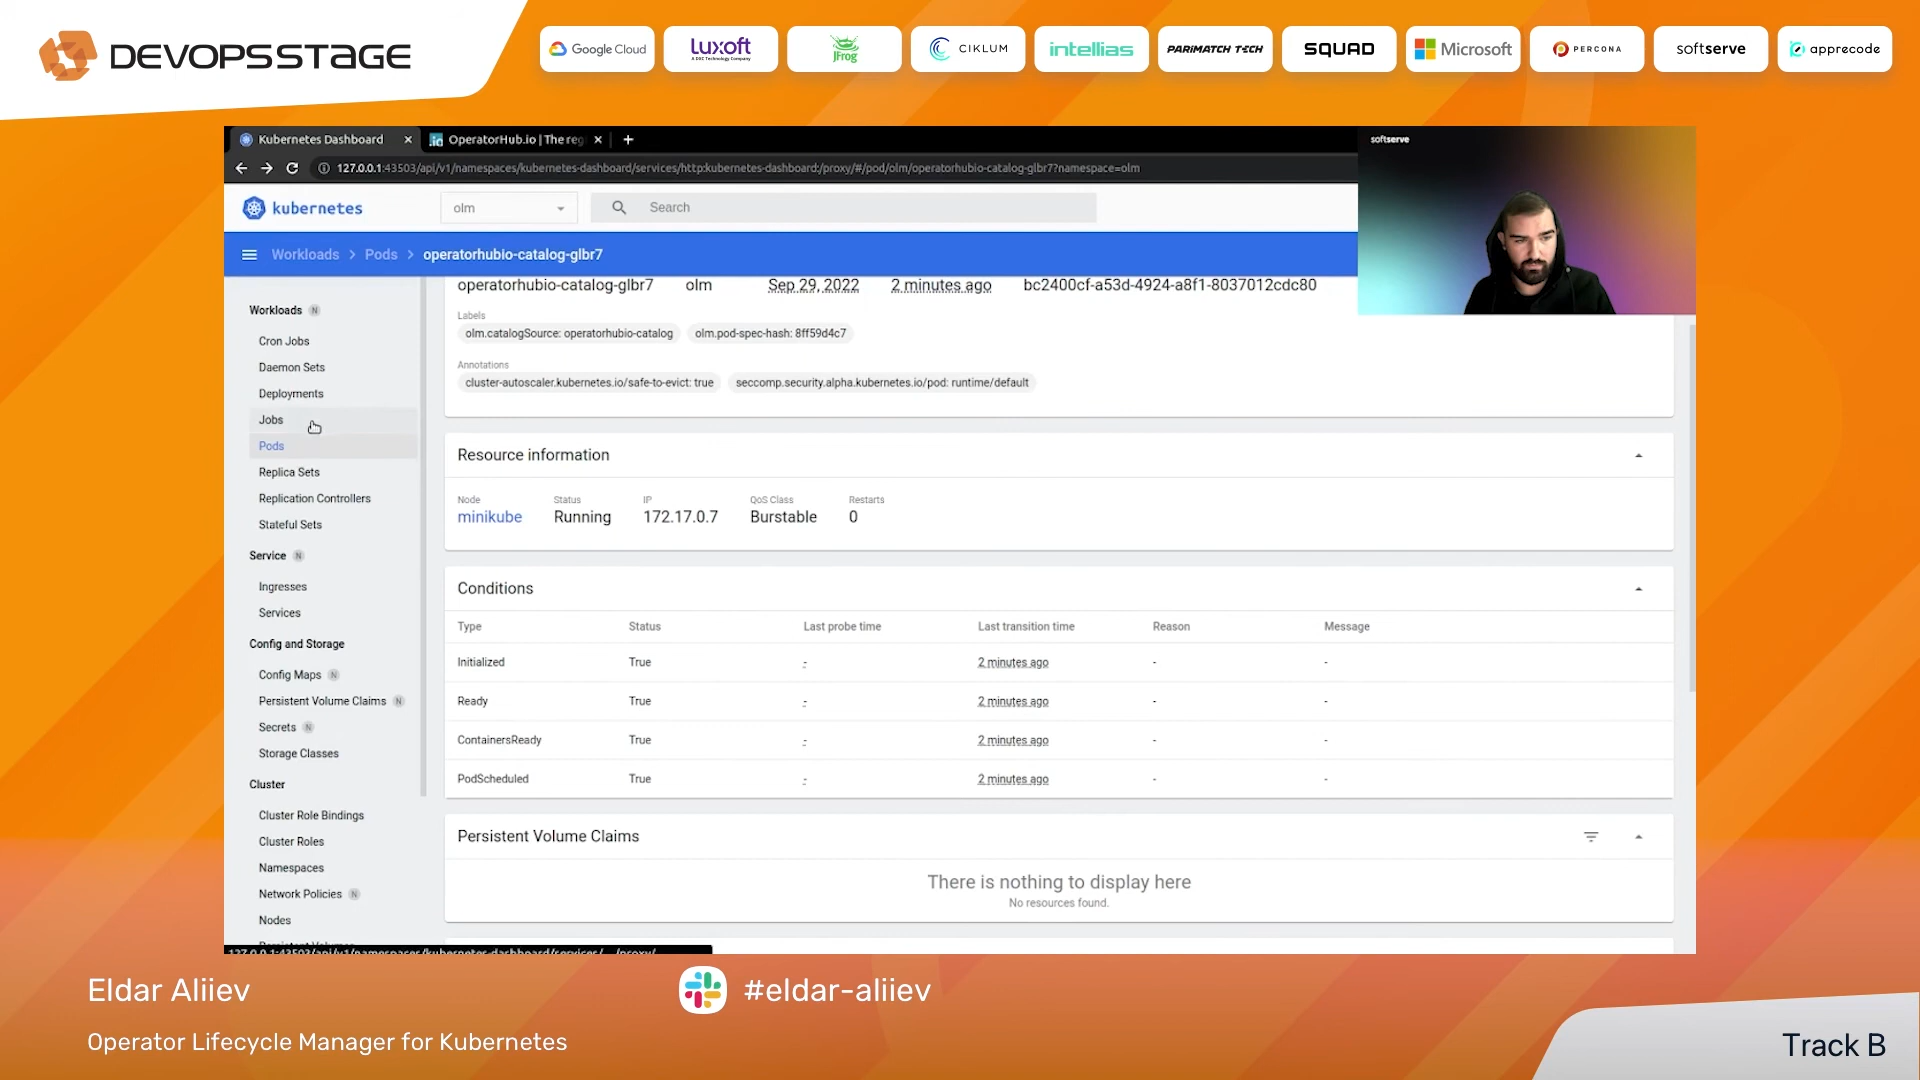 DEVOPSSTAGE
Google Cloud
LUXOFT
A DXC Technology Company
JFrog
CIKLUM
intellias
PARIMATCH TECH
SQUAD
Microsoft
PERCONA
softserve
apprecode
Kubernetes Dashboard
OperatorHub.io | The reg
127.0.0.1:43503/api/v1/namespaces/kubernetes-dashboard/services/http:kubernetes-dashboard:/proxy/#/pod/olm/operatorhubio-catalog-glbr7?namespace=olm
softserve
kubernetes
olm
Search
Workloads > Pods > operatorhubio-catalog-glbr7
operatorhubio-catalog-glbr7 olm Sep 29, 2022 2 minutes ago bc2400cf-a53d-4924-a8f1-8037012cdc80
Labels
olm.catalogSource: operatorhubio-catalog olm.pod-spec-hash: 8ff59d4c7
Annotations
cluster-autoscaler.kubernetes.io/safe-to-evict: true seccomp.security.alpha.kubernetes.io/pod: runtime/default
Workloads N
Cron Jobs
Daemon Sets
Deployments
Jobs
Pods
Replica Sets
Replication Controllers
Stateful Sets
Service N
Ingresses
Services
Config and Storage
Config Maps N
Persistent Volume Claims N
Secrets N
Storage Classes
Cluster
Cluster Role Bindings
Cluster Roles
Namespaces
Network Policies N
Nodes
Resource information
Node Status IP QoS Class Restarts
minikube Running 172.17.0.7 Burstable 0
Conditions
Type Status Last probe time Last transition time Reason Message
Initialized True - 2 minutes ago - -
Ready True - 2 minutes ago - -
ContainersReady True - 2 minutes ago - -
PodScheduled True - 2 minutes ago - -
Persistent Volume Claims
There is nothing to display here
No resources found.
Eldar Aliiev
#eldar-aliiev
Operator Lifecycle Manager for Kubernetes
Track B